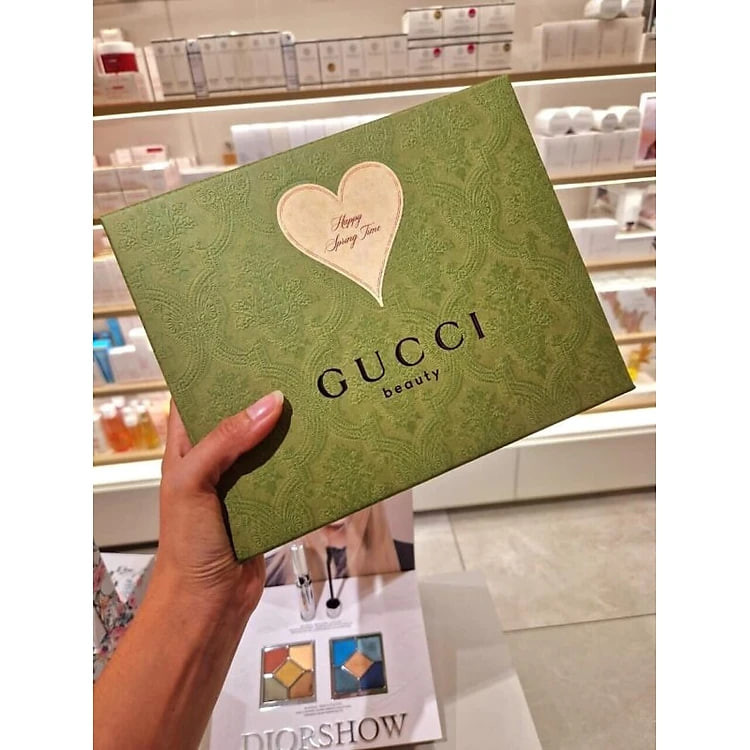 Happy
Spring Time
GUCCI
beauty
DIORSHOW